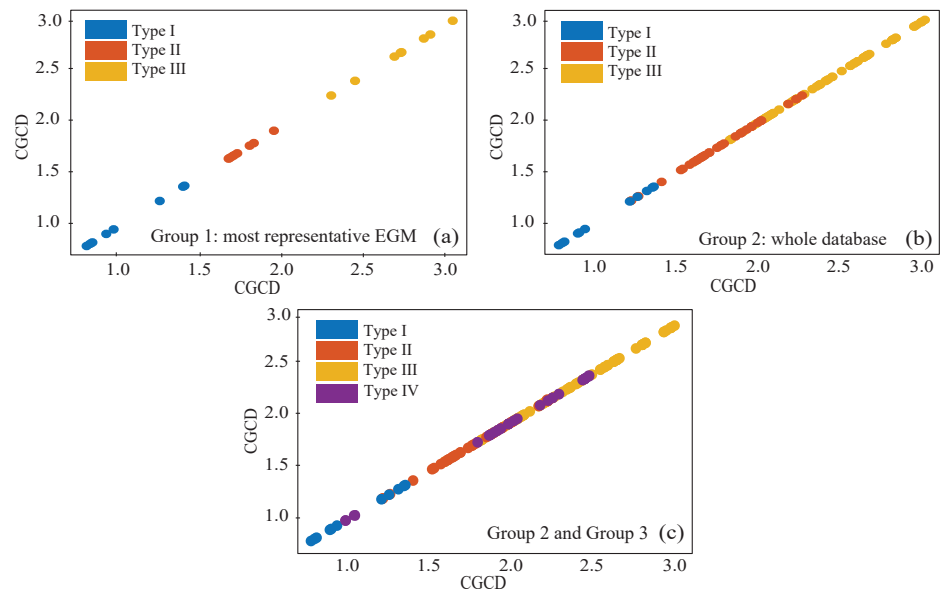 3.0
2.5
2.0
1.5
1.0
CGCD
Type I
Type II
Type III
Group 1: most representative EGM (a)
1.0
1.5
2.0
2.5
3.0
CGCD
3.0
2.5
2.0
1.5
1.0
CGCD
Type I
Type II
Type III
Group 2: whole database (b)
1.0
1.5
2.0
2.5
3.0
CGCD
3.0
2.5
2.0
1.5
1.0
CGCD
Type I
Type II
Type III
Type IV
Group 2 and Group 3 (c)
1.0
1.5
2.0
2.5
3.0
CGCD